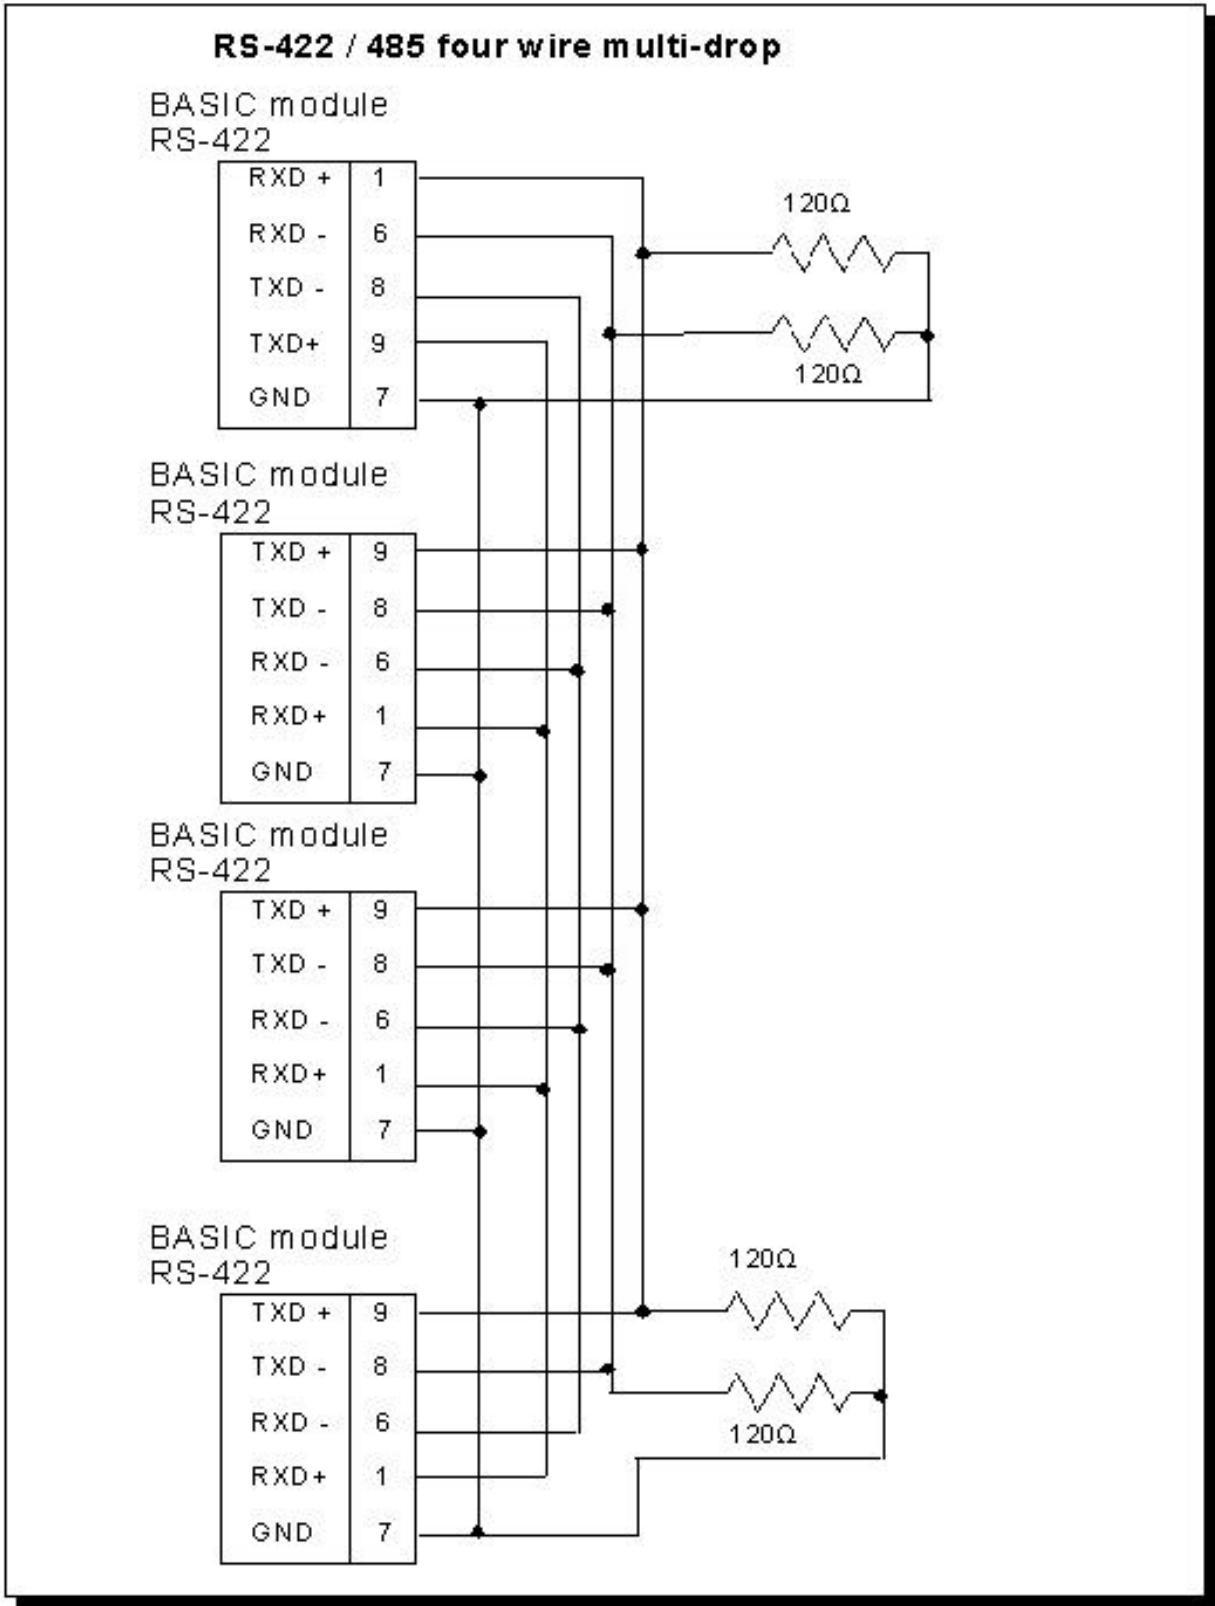 RS-422 / 485 four wire multi-drop
BASIC module
RS-422
RXD + 1
RXD - 6
TXD - 8
TXD+ 9
GND 7
120Ω
120Ω
BASIC module
RS-422
TXD + 9
TXD - 8
RXD - 6
RXD+ 1
GND 7
BASIC module
RS-422
TXD + 9
TXD - 8
RXD - 6
RXD+ 1
GND 7
BASIC module
RS-422
TXD + 9
TXD - 8
RXD - 6
RXD+ 1
GND 7
120Ω
120Ω